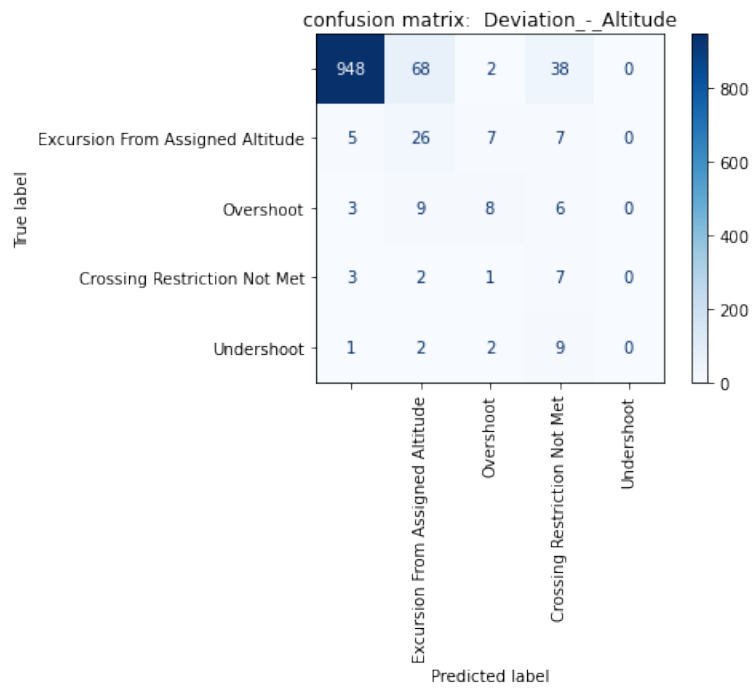 confusion matrix: Deviation_-_Altitude
948 68 2 38 0
Excursion From Assigned Altitude 5 26 7 7 0
Overshoot 3 9 8 6 0
Crossing Restriction Not Met 3 2 1 7 0
Undershoot 1 2 2 9 0
True label
800
600
400
200
0
Excursion From Assigned Altitude
Overshoot
Crossing Restriction Not Met
Undershoot
Predicted label